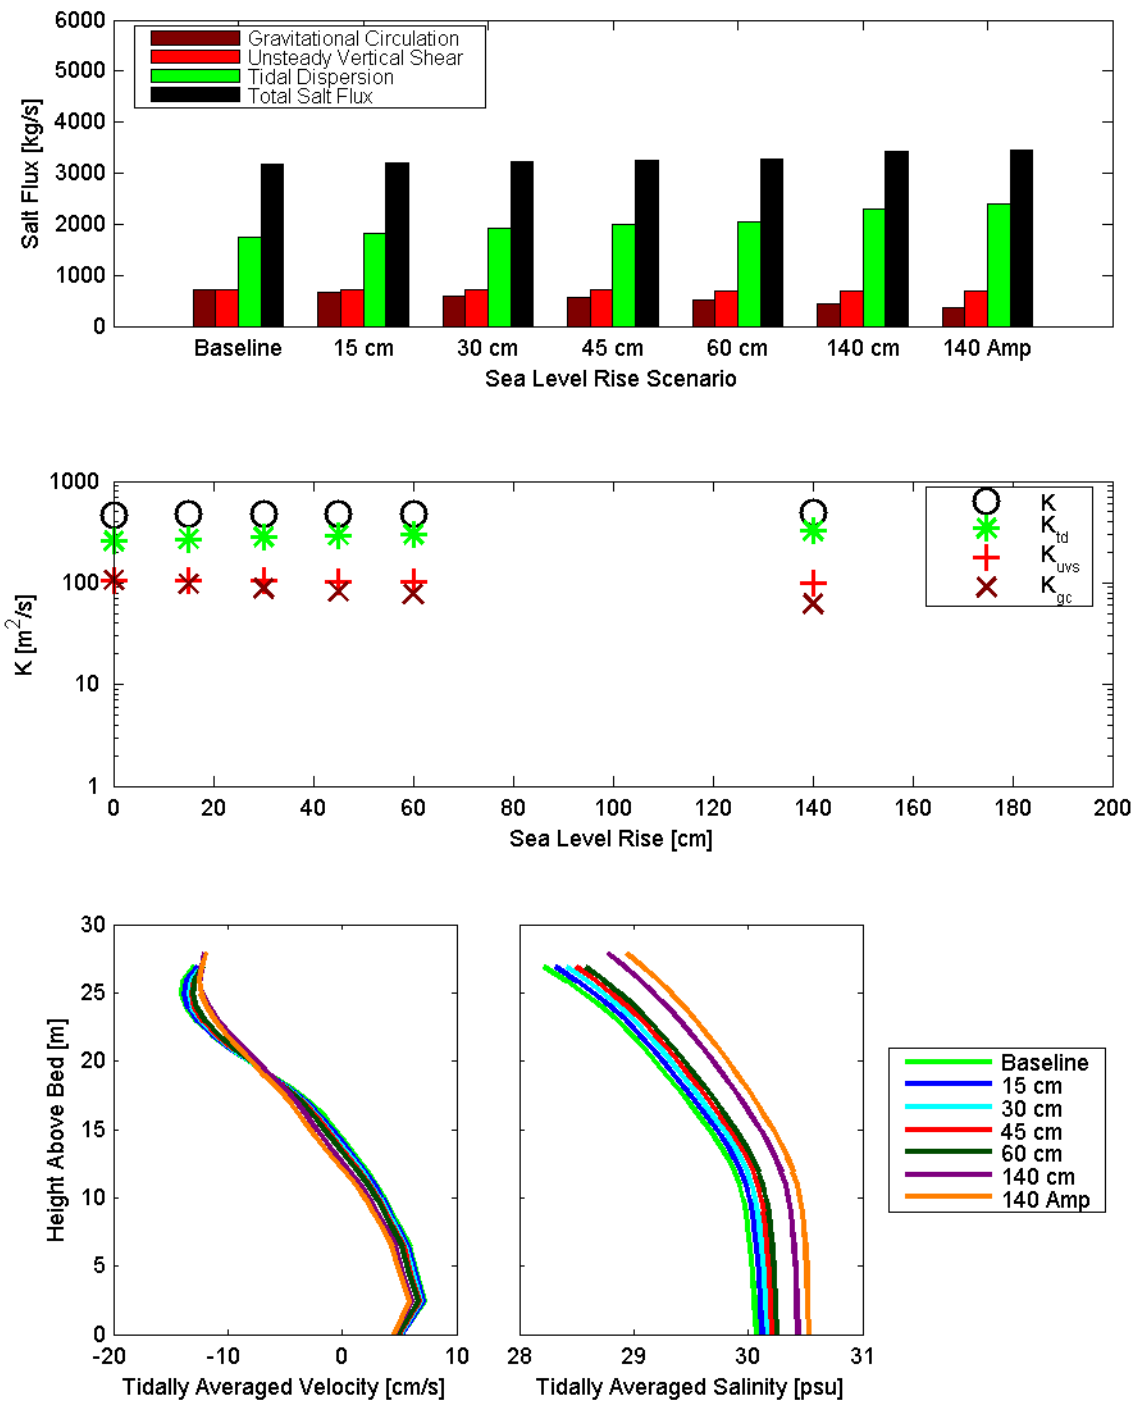 6000
5000
4000
3000
2000
1000
0
Salt Flux [kg/s]
Gravitational Circulation
Unsteady Vertical Shear
Tidal Dispersion
Total Salt Flux
Baseline 15 cm 30 cm 45 cm 60 cm 140 cm 140 Amp
Sea Level Rise Scenario
1000
100
10
1
K [m²/s]
K
K_td
K_uvs
K_gc
0 20 40 60 80 100 120 140 160 180 200
Sea Level Rise [cm]
30
25
20
15
10
5
0
Height Above Bed [m]
-20 -10 0 10
Tidally Averaged Velocity [cm/s]
28 29 30 31
Tidally Averaged Salinity [psu]
Baseline
15 cm
30 cm
45 cm
60 cm
140 cm
140 Amp